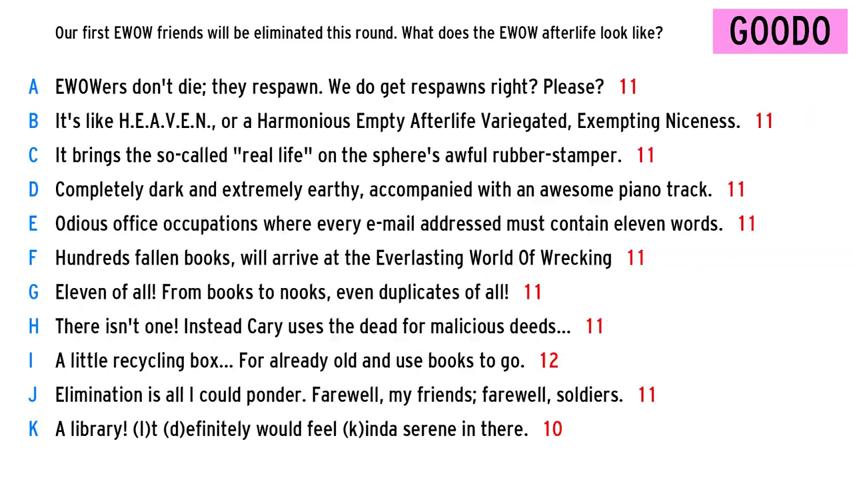 Our first EWOW friends will be eliminated this round. What does the EWOW afterlife look like?
GOODO
A EWOWers don't die; they respawn. We do get respawns right? Please? 11
B It's like H.E.A.V.E.N., or a Harmonious Empty Afterlife Variegated, Exempting Niceness. 11
C It brings the so-called "real life" on the sphere's awful rubber-stamper. 11
D Completely dark and extremely earthy, accompanied with an awesome piano track. 11
E Odious office occupations where every e-mail addressed must contain eleven words. 11
F Hundreds fallen books, will arrive at the Everlasting World Of Wrecking 11
G Eleven of all! From books to nooks, even duplicates of all! 11
H There isn't one! Instead Cary uses the dead for malicious deeds... 11
I A little recycling box... For already old and use books to go. 12
J Elimination is all I could ponder. Farewell, my friends; farewell, soldiers. 11
K A library! (I)t (d)efinitely would feel (k)inda serene in there. 10